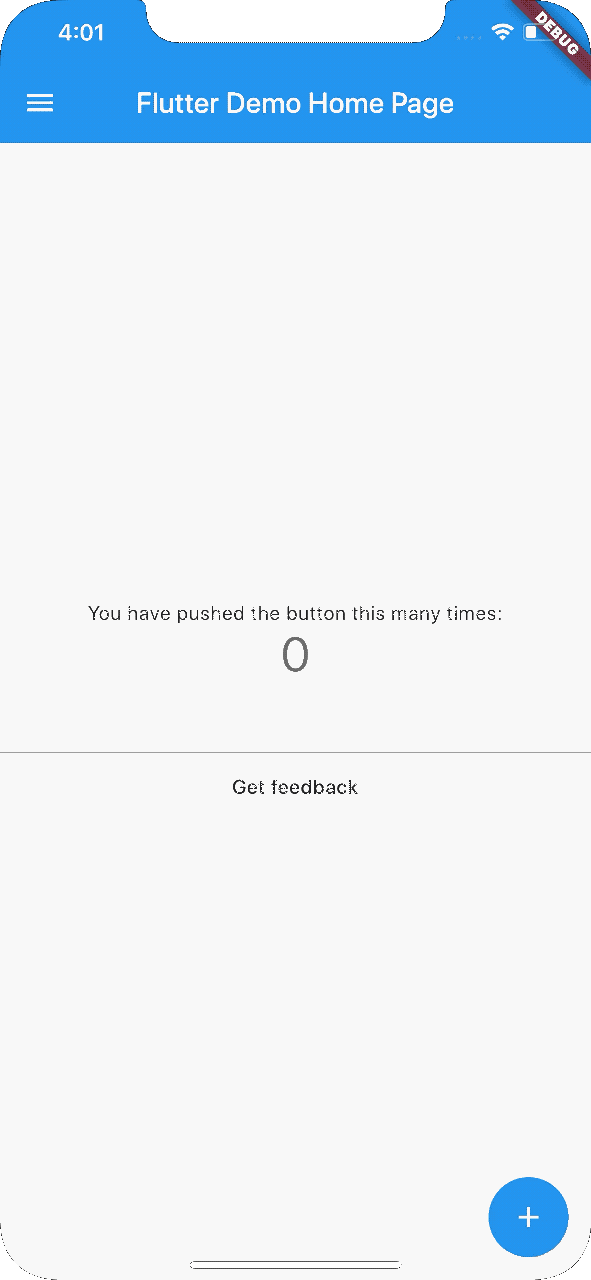 4:01
DEBUG
Flutter Demo Home Page
You have pushed the button this many times:
0
Get feedback
+